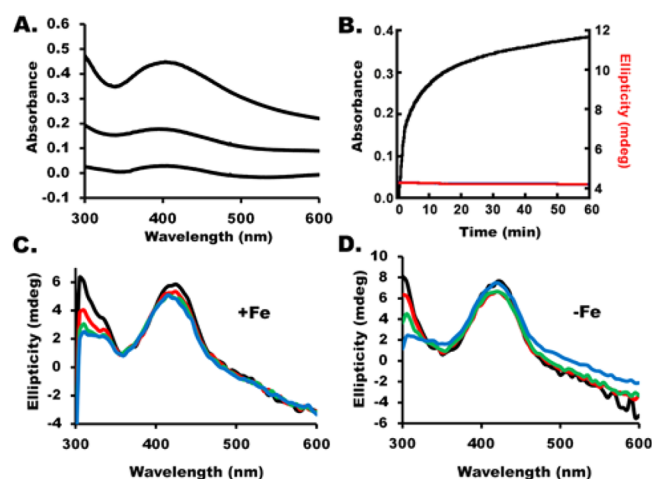 A.
0.6
0.5
0.4
0.3
0.2
0.1
0.0
-0.1
Absorbance
300 400 500 600
Wavelength (nm)
B.
0.4
0.3
0.2
0.1
0.0
Absorbance
12
10
8
6
4
Ellipticity (mdeg)
0 10 20 30 40 50 60
Time (min)
C.
6
4
2
0
-2
-4
Ellipticity (mdeg)
+Fe
300 400 500 600
Wavelength (nm)
D.
10
8
6
4
2
0
-2
-4
-6
Ellipticity (mdeg)
-Fe
300 400 500 600
Wavelength (nm)